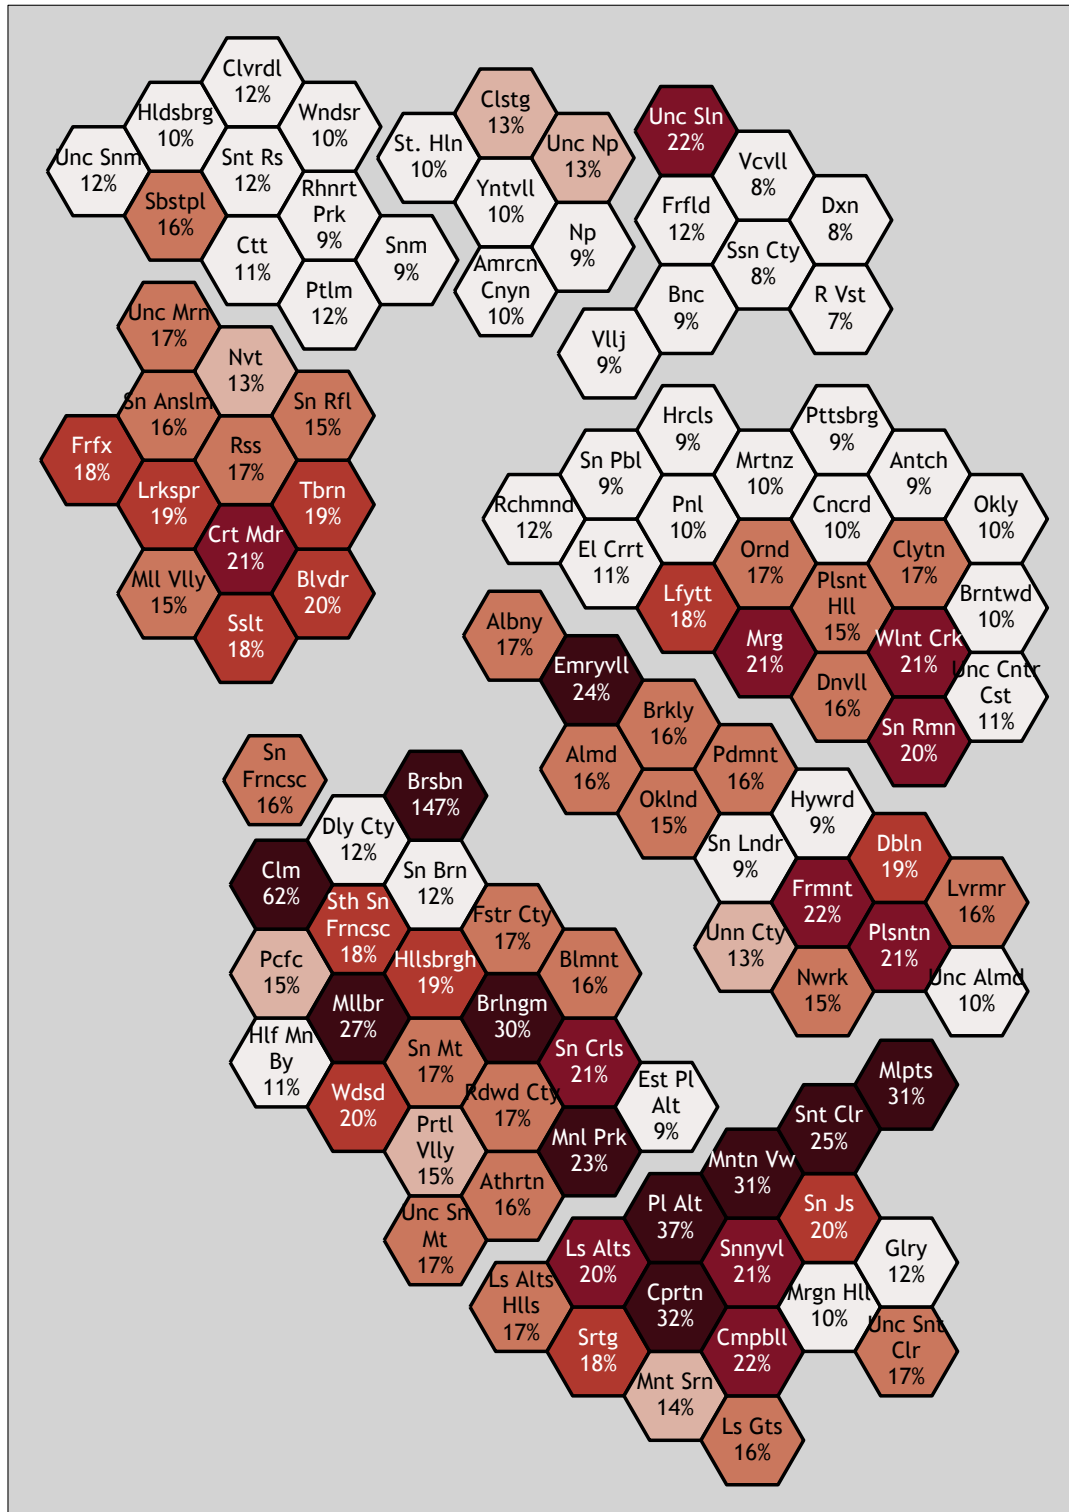 Clvrdl
12%
Hldsbrg
10%
Wndsr
10%
Unc Snm
12%
Snt Rs
12%
Sbstpl
16%
Rhnrt
Prk
9%
Ctt
11%
Snm
9%
Ptlm
12%
Clstg
13%
St. Hln
10%
Unc Np
13%
Yntvll
10%
Np
9%
Amrcn
Cnyn
10%
Unc Sln
22%
Vcvll
8%
Frfld
12%
Dxn
8%
Ssn Cty
8%
Bnc
9%
R Vst
7%
Vllj
9%
Unc Mrn
17%
Nvt
13%
Sn Anslm
16%
Sn Rfl
15%
Frfx
18%
Rss
17%
Lrkspr
19%
Tbrn
19%
Crt Mdr
21%
Mll Vlly
15%
Blvdr
20%
Sslt
18%
Hrcls
9%
Pttsbrg
9%
Sn Pbl
9%
Mrtnz
10%
Antch
9%
Rchmnd
12%
Pnl
10%
Cncrd
10%
Okly
10%
El Crrt
11%
Ornd
17%
Clytn
17%
Lfytt
18%
Plsnt
Hll
15%
Brntwd
10%
Mrg
21%
Wlnt Crk
21%
Dnvll
16%
Unc Cntr
Cst
11%
Sn Rmn
20%
Albny
17%
Emryvll
24%
Brkly
16%
Almd
16%
Pdmnt
16%
Oklnd
15%
Hywrd
9%
Sn Lndr
9%
Dbln
19%
Frmnt
22%
Lvrmr
16%
Unn Cty
13%
Plsntn
21%
Nwrk
15%
Unc Almd
10%
Sn
Frncsc
16%
Brsbn
147%
Dly Cty
12%
Clm
62%
Sn Brn
12%
Sth Sn
Frncsc
18%
Fstr Cty
17%
Pcfc
15%
Hllsbrgh
19%
Blmnt
16%
Mllbr
27%
Brlngm
30%
Hlf Mn
By
11%
Sn Mt
17%
Sn Crls
21%
Wdsd
20%
Rdwd Cty
17%
Est Pl
Alt
9%
Prtl
Vlly
15%
Mnl Prk
23%
Athrtn
16%
Unc Sn
Mt
17%
Mlpts
31%
Snt Clr
25%
Mntn Vw
31%
Pl Alt
37%
Sn Js
20%
Ls Alts
20%
Snnyvl
21%
Glry
12%
Ls Alts
Hlls
17%
Cprtn
32%
Mrgn Hll
10%
Srtg
18%
Cmpbll
22%
Unc Snt
Clr
17%
Mnt Srn
14%
Ls Gts
16%